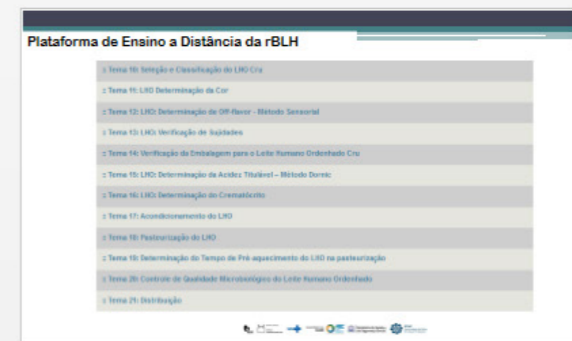 Plataforma de Ensino a Distância da rBLH
:: Tema 10: Seleção e Classificação do LHO Cru
:: Tema 11: LHO Determinação da Cor
:: Tema 12: LHO: Determinação de Off-flavor - Método Sensorial
:: Tema 13: LHO: Verificação de Sujidades
:: Tema 14: Verificação da Embalagem para o Leite Humano Ordenhado Cru
:: Tema 15: LHO: Determinação da Acidez Titulável – Método Dornic
:: Tema 16: LHO: Determinação do Crematócrito
:: Tema 17: Acondicionamento do LHO
:: Tema 18: Pasteurização do LHO
:: Tema 19: Determinação do Tempo de Pré-aquecimento do LHO na pasteurização
:: Tema 20: Controle de Qualidade Microbiológico do Leite Humano Ordenhado
:: Tema 21: Distribuição